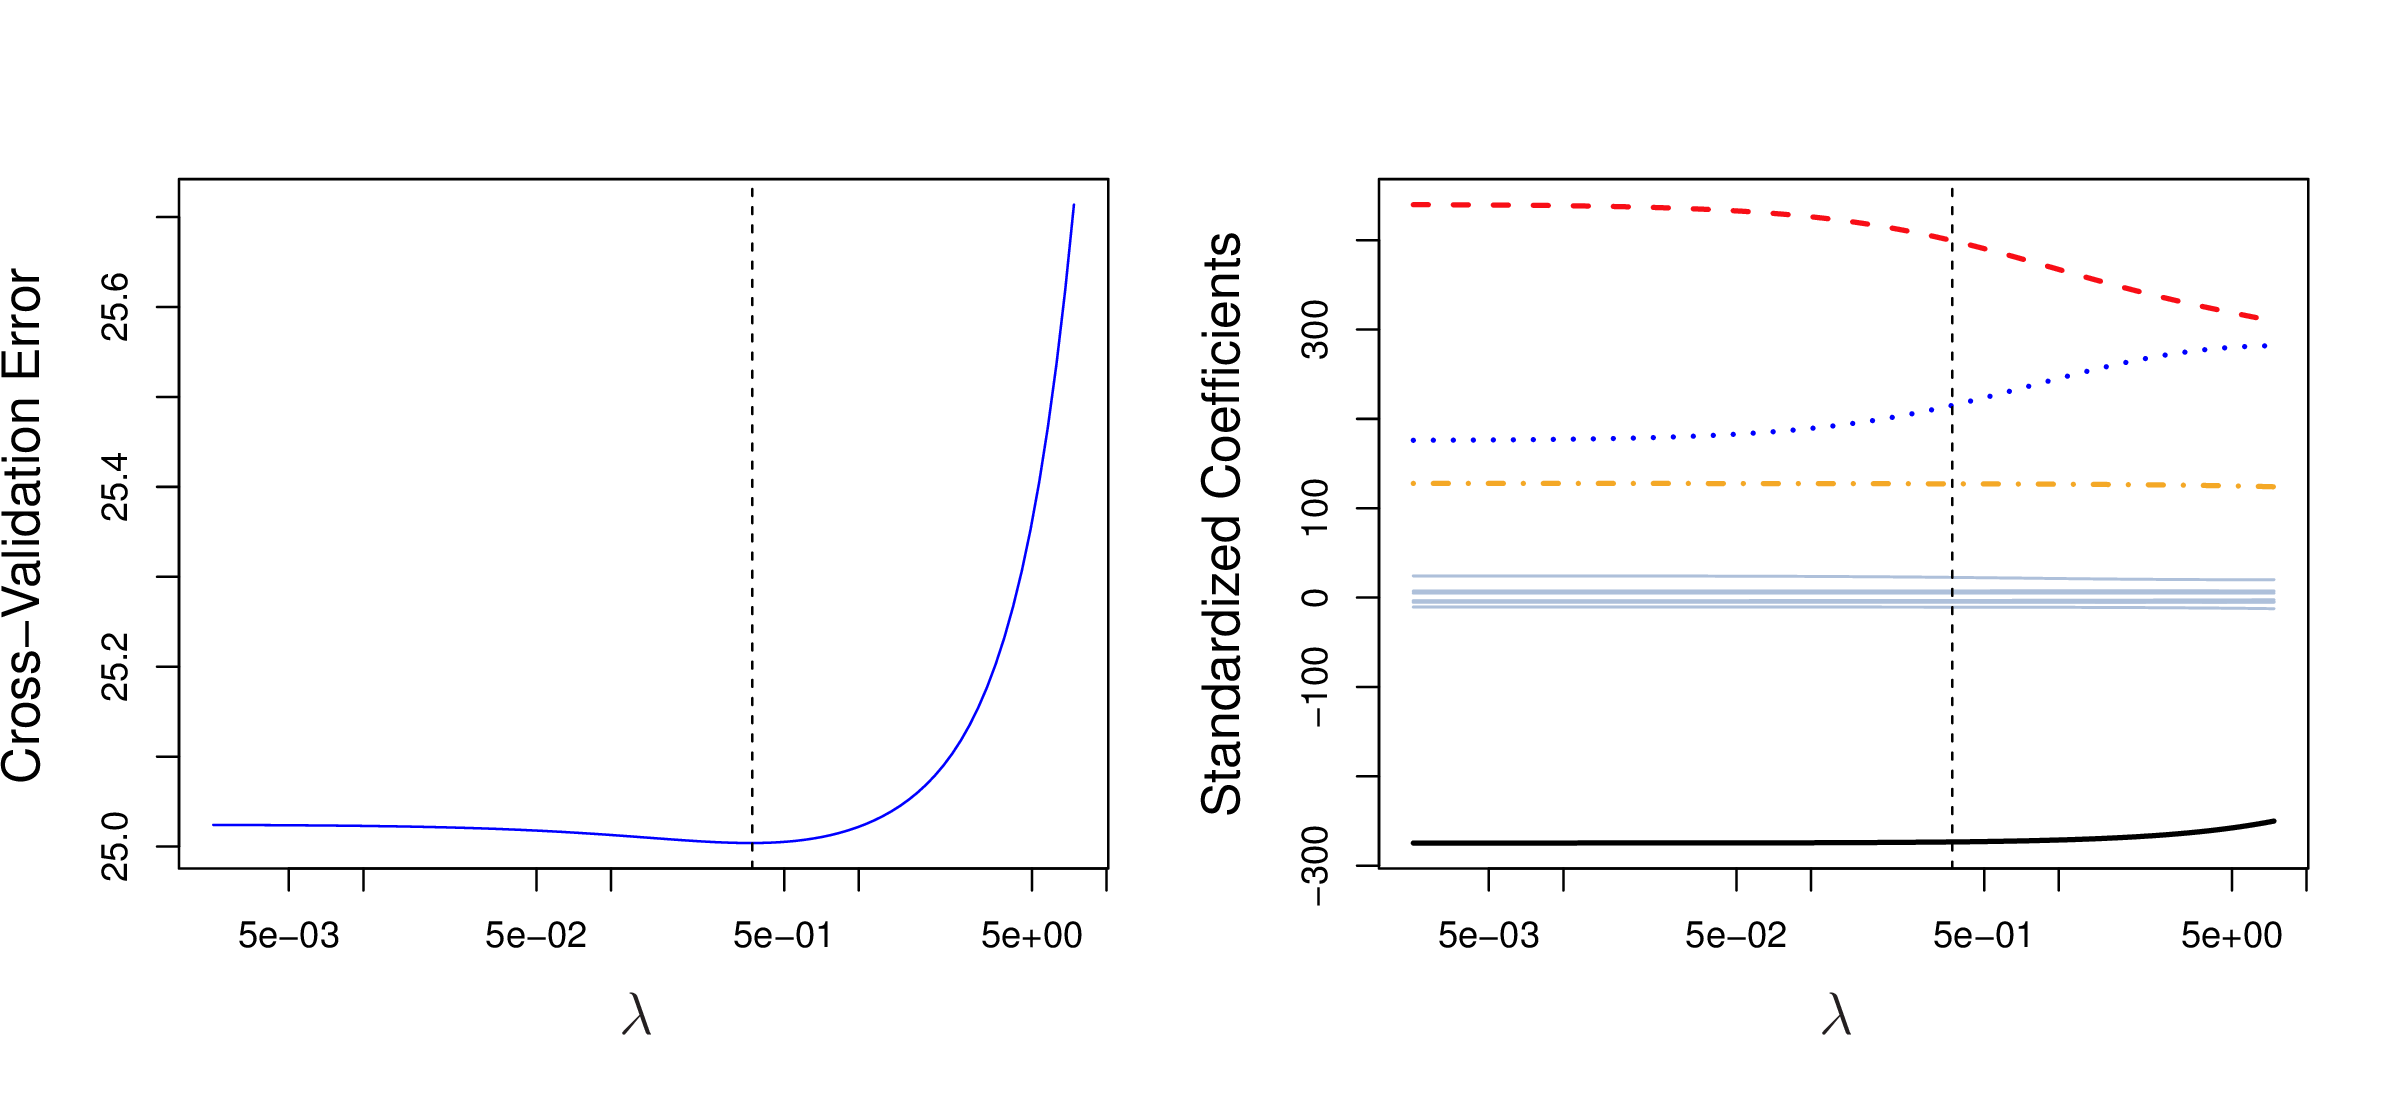 Cross−Validation Error
25.6
25.4
25.2
25.0
5e−03 5e−02 5e−01 5e+00
λ
Standardized Coefficients
300
100
0
−100
−300
5e−03 5e−02 5e−01 5e+00
λ